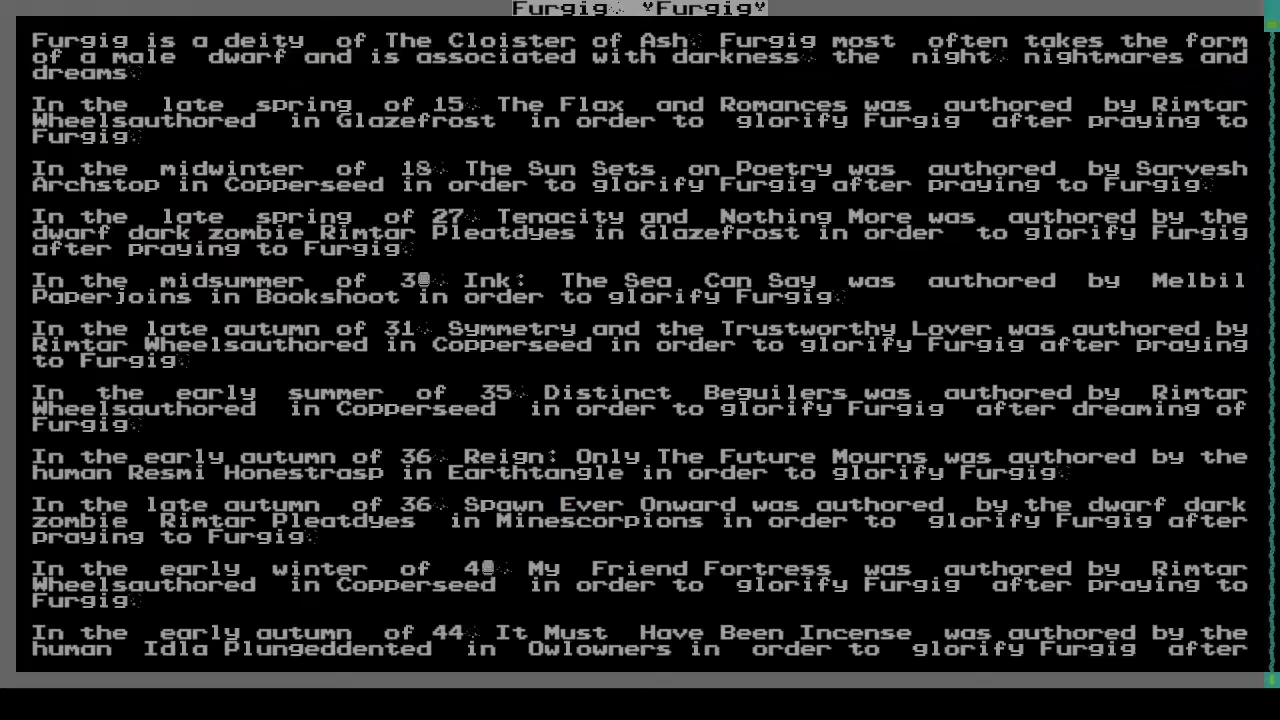 Furgig, "Furgig"
Furgig is a deity of The Cloister of Ash. Furgig most often takes the form
of a male dwarf and is associated with darkness, the night, nightmares and
dreams.
In the late spring of 15, The Flax and Romances was authored by Rimtar
Wheelsauthored in Glazefrost in order to glorify Furgig after praying to
Furgig.
In the midwinter of 18, The Sun Sets on Poetry was authored by Sarvesh
Archstop in Copperseed in order to glorify Furgig after praying to Furgig.
In the late spring of 27, Tenacity and Nothing More was authored by the
dwarf dark zombie Rimtar Pleatdyes in Glazefrost in order to glorify Furgig
after praying to Furgig.
In the midsummer of 30, Ink: The Sea Can Say was authored by Melbil
Paperjoins in Bookshoot in order to glorify Furgig.
In the late autumn of 31, Symmetry and the Trustworthy Lover was authored by
Rimtar Wheelsauthored in Copperseed in order to glorify Furgig after praying
to Furgig.
In the early summer of 35, Distinct Beguilers was authored by Rimtar
Wheelsauthored in Copperseed in order to glorify Furgig after dreaming of
Furgig.
In the early autumn of 36, Reign: Only The Future Mourns was authored by the
human Resmi Honestrasp in Earthtangle in order to glorify Furgig.
In the late autumn of 36, Spawn Ever Onward was authored by the dwarf dark
zombie Rimtar Pleatdyes in Minescorpions in order to glorify Furgig after
praying to Furgig.
In the early winter of 40, My Friend Fortress was authored by Rimtar
Wheelsauthored in Copperseed in order to glorify Furgig after praying to
Furgig.
In the early autumn of 44, It Must Have Been Incense was authored by the
human Idla Plungeddented in Owlowners in order to glorify Furgig after